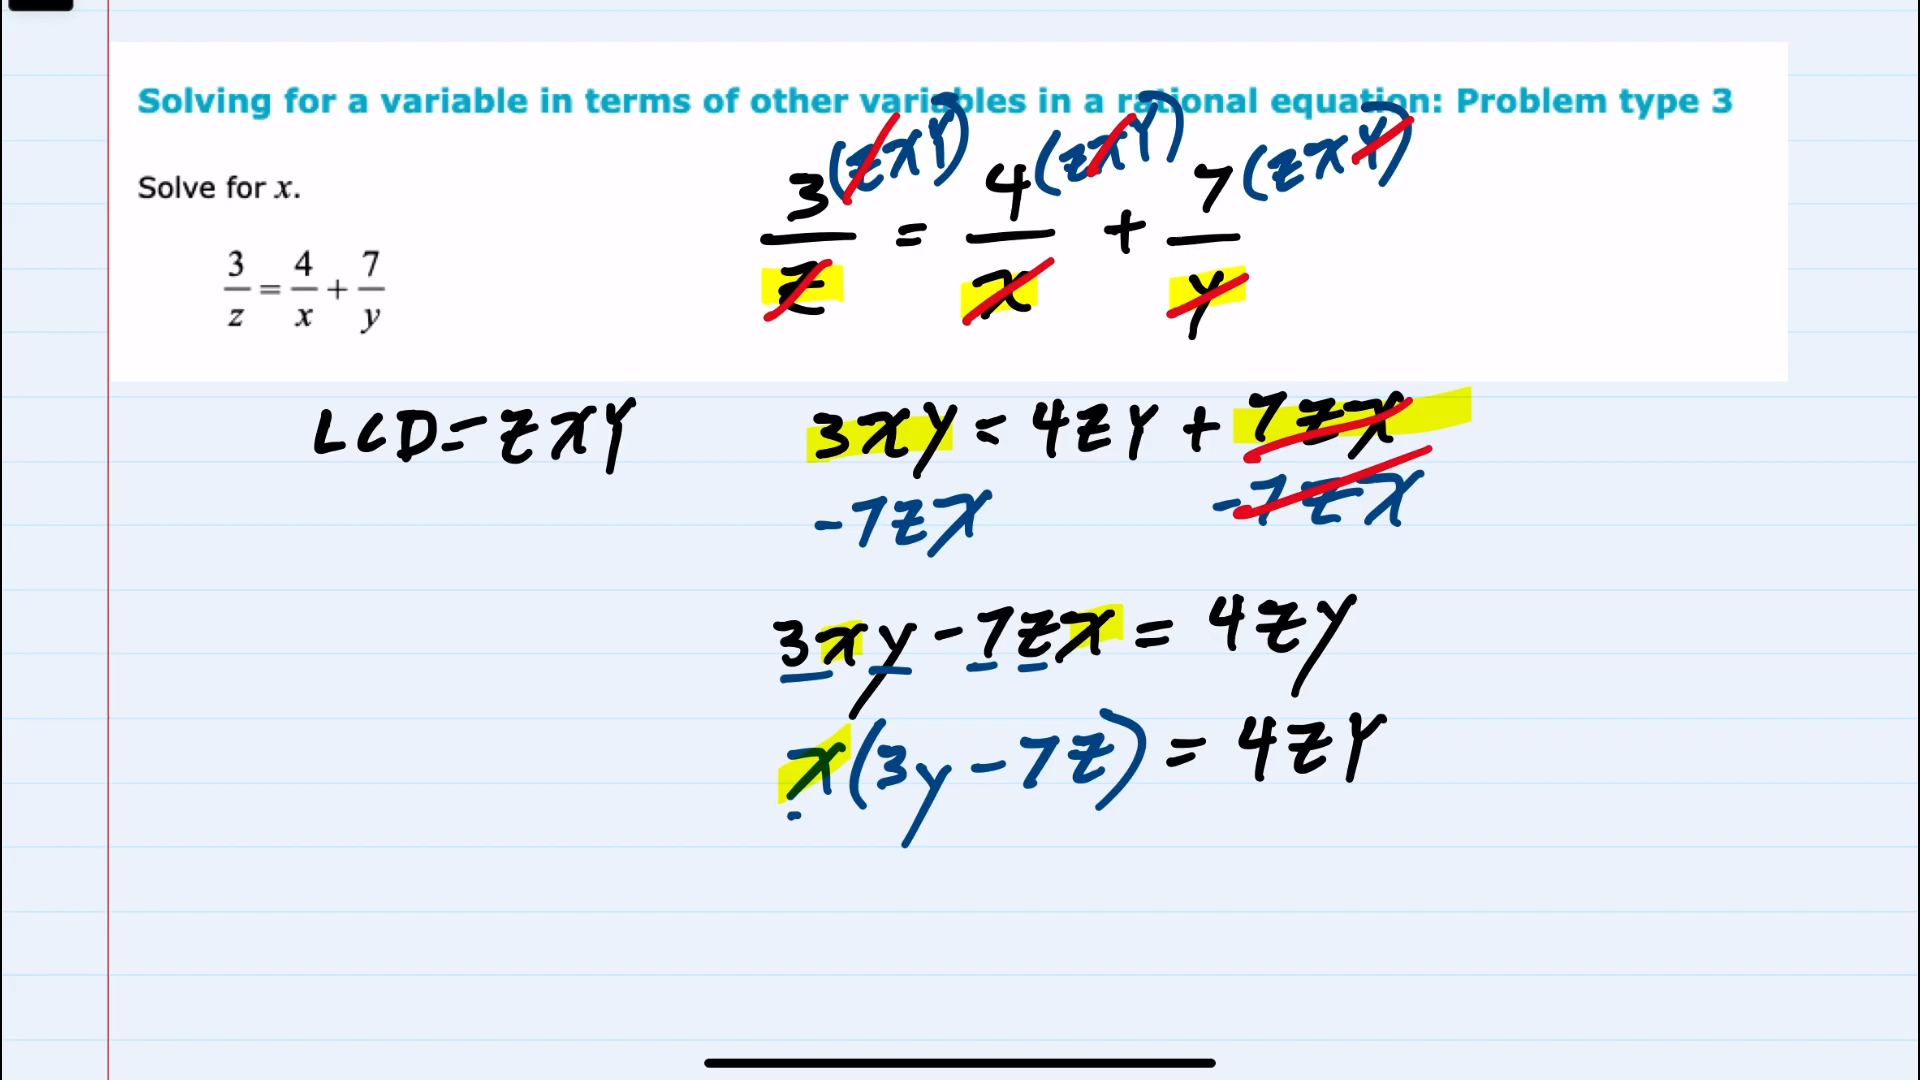 Solving for a variable in terms of other variables in a rational equation: Problem type 3
Solve for x.
3/z = 4/x + 7/y
3(zxy)/z = 4(zxy)/x + 7(zxy)/y
LCD = zxy
3xy = 4zy + 7zx
-7zx -7zx
3xy - 7zx = 4zy
x(3y - 7z) = 4zy